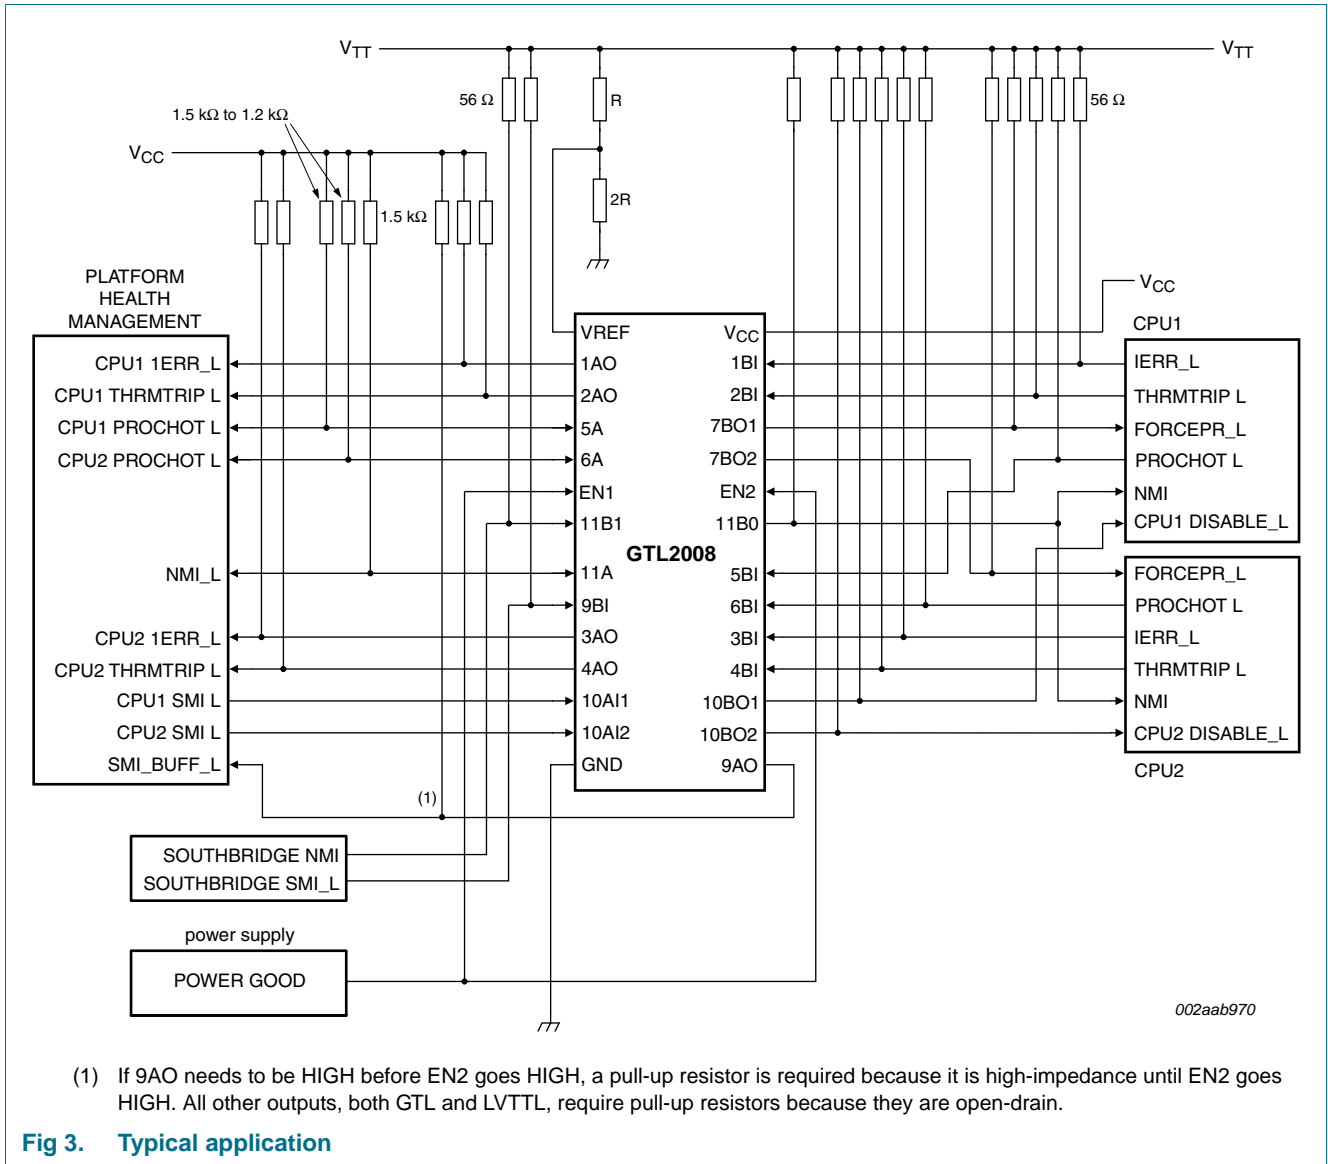 VTT
VTT
56 Ω
R
56 Ω
1.5 kΩ to 1.2 kΩ
VCC
2R
1.5 kΩ
PLATFORM
HEALTH
MANAGEMENT
VCC
CPU1
VREF
VCC
CPU1 1ERR_L
1AO
1BI
IERR_L
CPU1 THRMTRIP L
2AO
2BI
THRMTRIP L
CPU1 PROCHOT L
5A
7BO1
FORCEPR_L
CPU2 PROCHOT L
6A
7BO2
PROCHOT L
EN1
EN2
NMI
11B1
11B0
CPU1 DISABLE_L
GTL2008
NMI_L
11A
5BI
FORCEPR_L
9BI
6BI
PROCHOT L
CPU2 1ERR_L
3AO
3BI
IERR_L
CPU2 THRMTRIP L
4AO
4BI
THRMTRIP L
CPU1 SMI L
10AI1
10BO1
NMI
CPU2 SMI L
10AI2
10BO2
CPU2 DISABLE_L
SMI_BUFF_L
GND
9AO
CPU2
(1)
SOUTHBRIDGE NMI
SOUTHBRIDGE SMI_L
power supply
POWER GOOD
002aab970
(1) If 9AO needs to be HIGH before EN2 goes HIGH, a pull-up resistor is required because it is high-impedance until EN2 goes
HIGH. All other outputs, both GTL and LVTTL, require pull-up resistors because they are open-drain.
Fig 3. Typical application